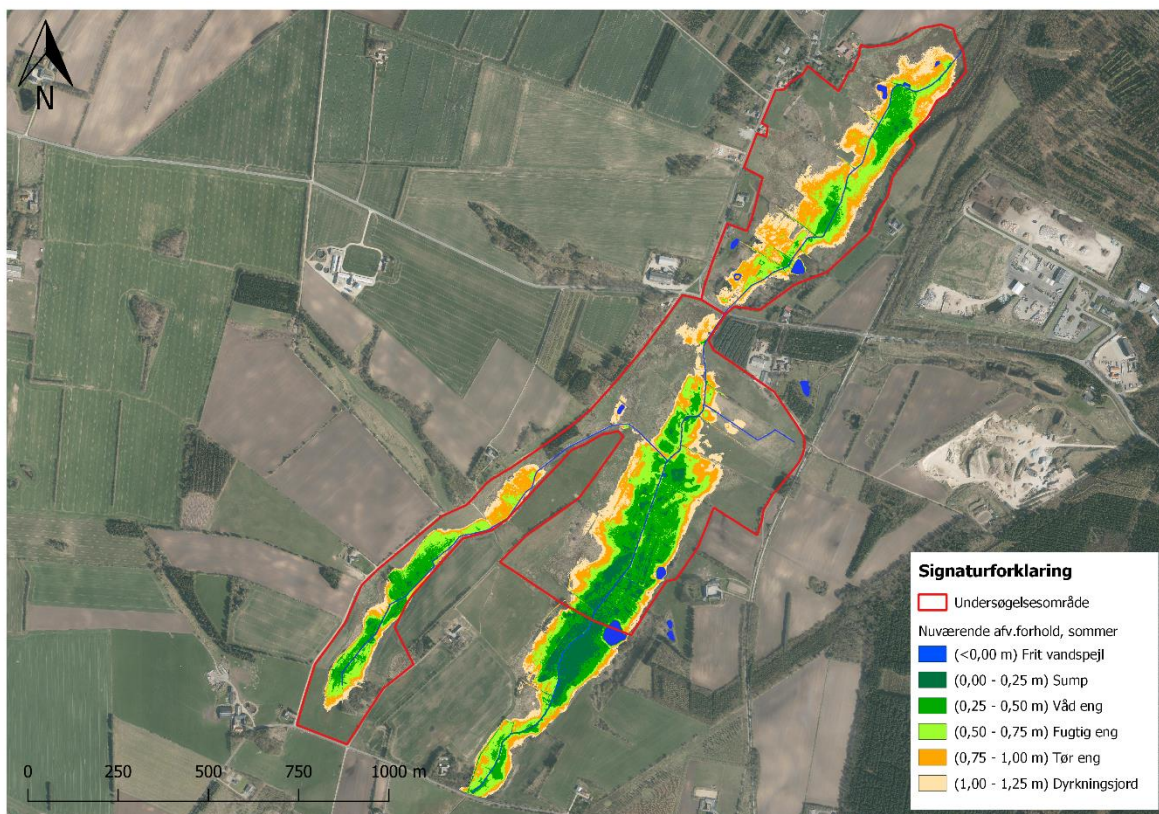 N
0 250 500 750 1000 m
Signaturforklaring
Undersøgelsesområde
Nuværende afv.forhold, sommer
(<0,00 m) Frit vandspejl
(0,00 - 0,25 m) Sump
(0,25 - 0,50 m) Våd eng
(0,50 - 0,75 m) Fugtig eng
(0,75 - 1,00 m) Tør eng
(1,00 - 1,25 m) Dyrkningsjord